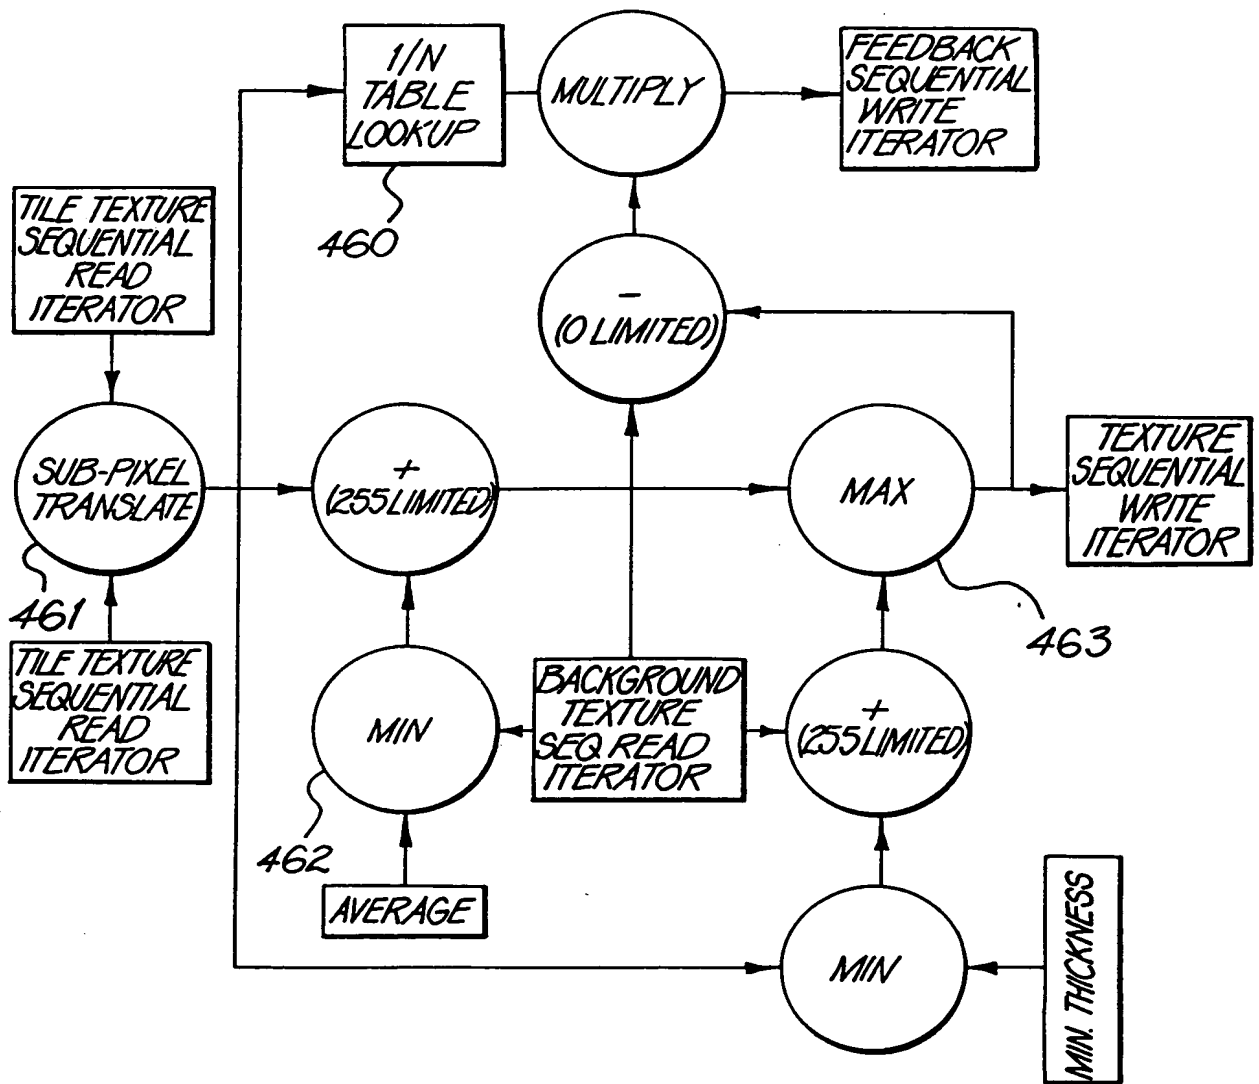 1/N
TABLE
LOOKUP
460
MULTIPLY
FEEDBACK
SEQUENTIAL
WRITE
ITERATOR
TILE TEXTURE
SEQUENTIAL
READ
ITERATOR
−
(0 LIMITED)
SUB-PIXEL
TRANSLATE
461
+
(255 LIMITED)
MAX
463
TEXTURE
SEQUENTIAL
WRITE
ITERATOR
TILE TEXTURE
SEQUENTIAL
READ
ITERATOR
MIN
462
BACKGROUND
TEXTURE
SEQ READ
ITERATOR
+
(255 LIMITED)
AVERAGE
MIN
MIN. THICKNESS